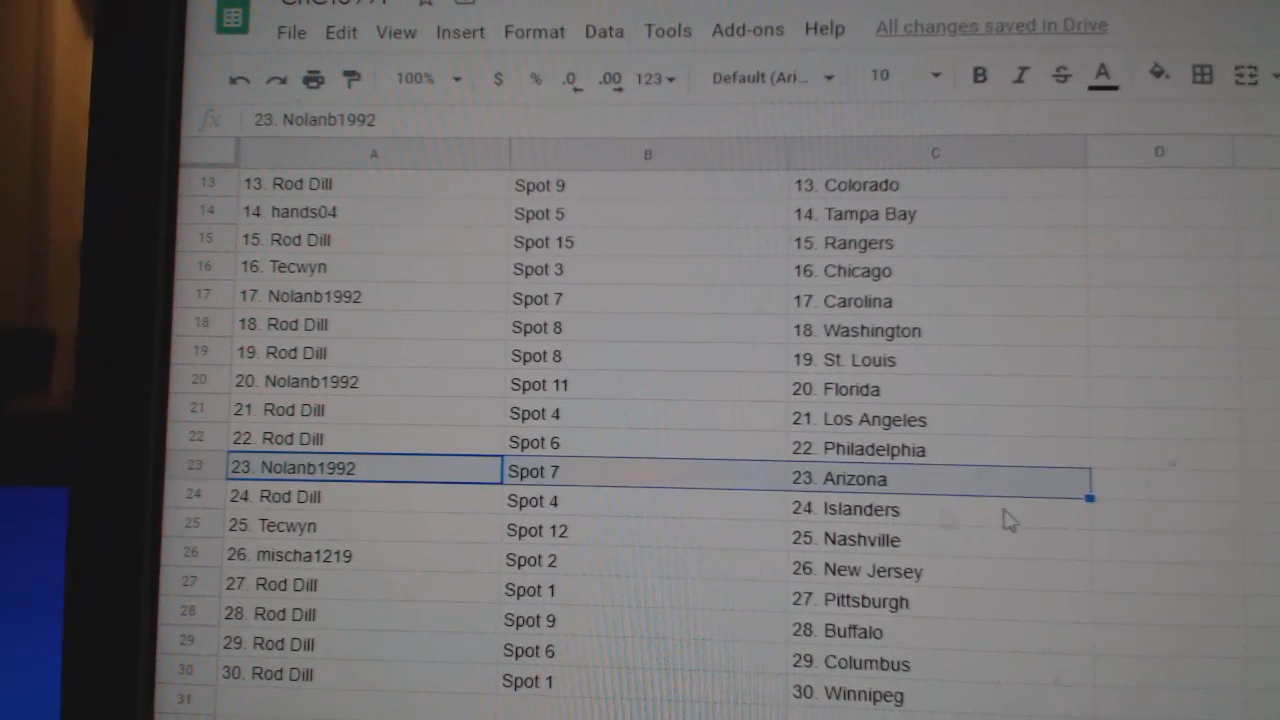 File Edit View Insert Format Data Tools Add-ons Help All changes saved in Drive
100% $ % .0 .00 123 Default (Ari... 10 B I S A
fx 23. Nolanb1992
A B C D
13 13. Rod Dill Spot 9 13. Colorado
14 14. hands04 Spot 5 14. Tampa Bay
15 15. Rod Dill Spot 15 15. Rangers
16 16. Tecwyn Spot 3 16. Chicago
17 17. Nolanb1992 Spot 7 17. Carolina
18 18. Rod Dill Spot 8 18. Washington
19 19. Rod Dill Spot 8 19. St. Louis
20 20. Nolanb1992 Spot 11 20. Florida
21 21. Rod Dill Spot 4 21. Los Angeles
22 22. Rod Dill Spot 6 22. Philadelphia
23 23. Nolanb1992 Spot 7 23. Arizona
24 24. Rod Dill Spot 4 24. Islanders
25 25. Tecwyn Spot 12 25. Nashville
26 26. mischa1219 Spot 2 26. New Jersey
27 27. Rod Dill Spot 1 27. Pittsburgh
28 28. Rod Dill Spot 9 28. Buffalo
29 29. Rod Dill Spot 6 29. Columbus
30 30. Rod Dill Spot 1 30. Winnipeg
31